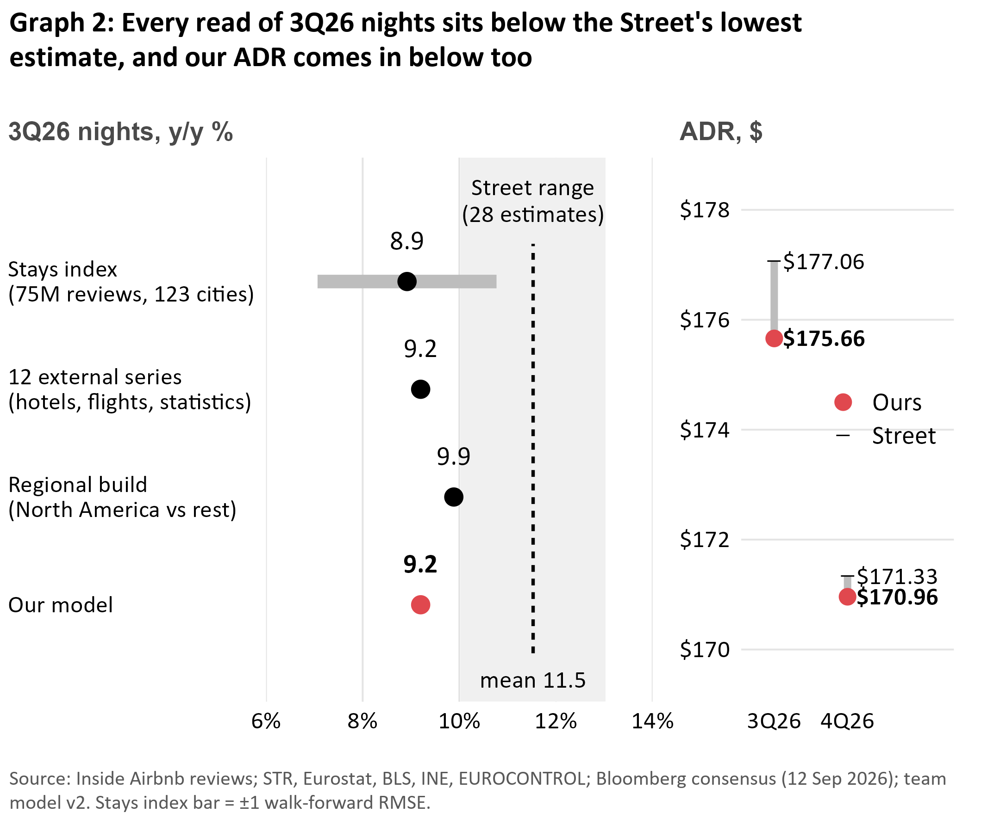 Graph 2: Every read of 3Q26 nights sits below the Street's lowest
estimate, and our ADR comes in below too
3Q26 nights, y/y %
Street range
(28 estimates)
8.9
Stays index
(75M reviews, 123 cities)
9.2
12 external series
(hotels, flights, statistics)
9.9
Regional build
(North America vs rest)
9.2
Our model
mean 11.5
6%
8%
10%
12%
14%
ADR, $
$178
$177.06
$176
$175.66
Ours
$174
Street
$172
$171.33
$170.96
$170
3Q26
4Q26
Source: Inside Airbnb reviews; STR, Eurostat, BLS, INE, EUROCONTROL; Bloomberg consensus (12 Sep 2026); team
model v2. Stays index bar = ±1 walk-forward RMSE.